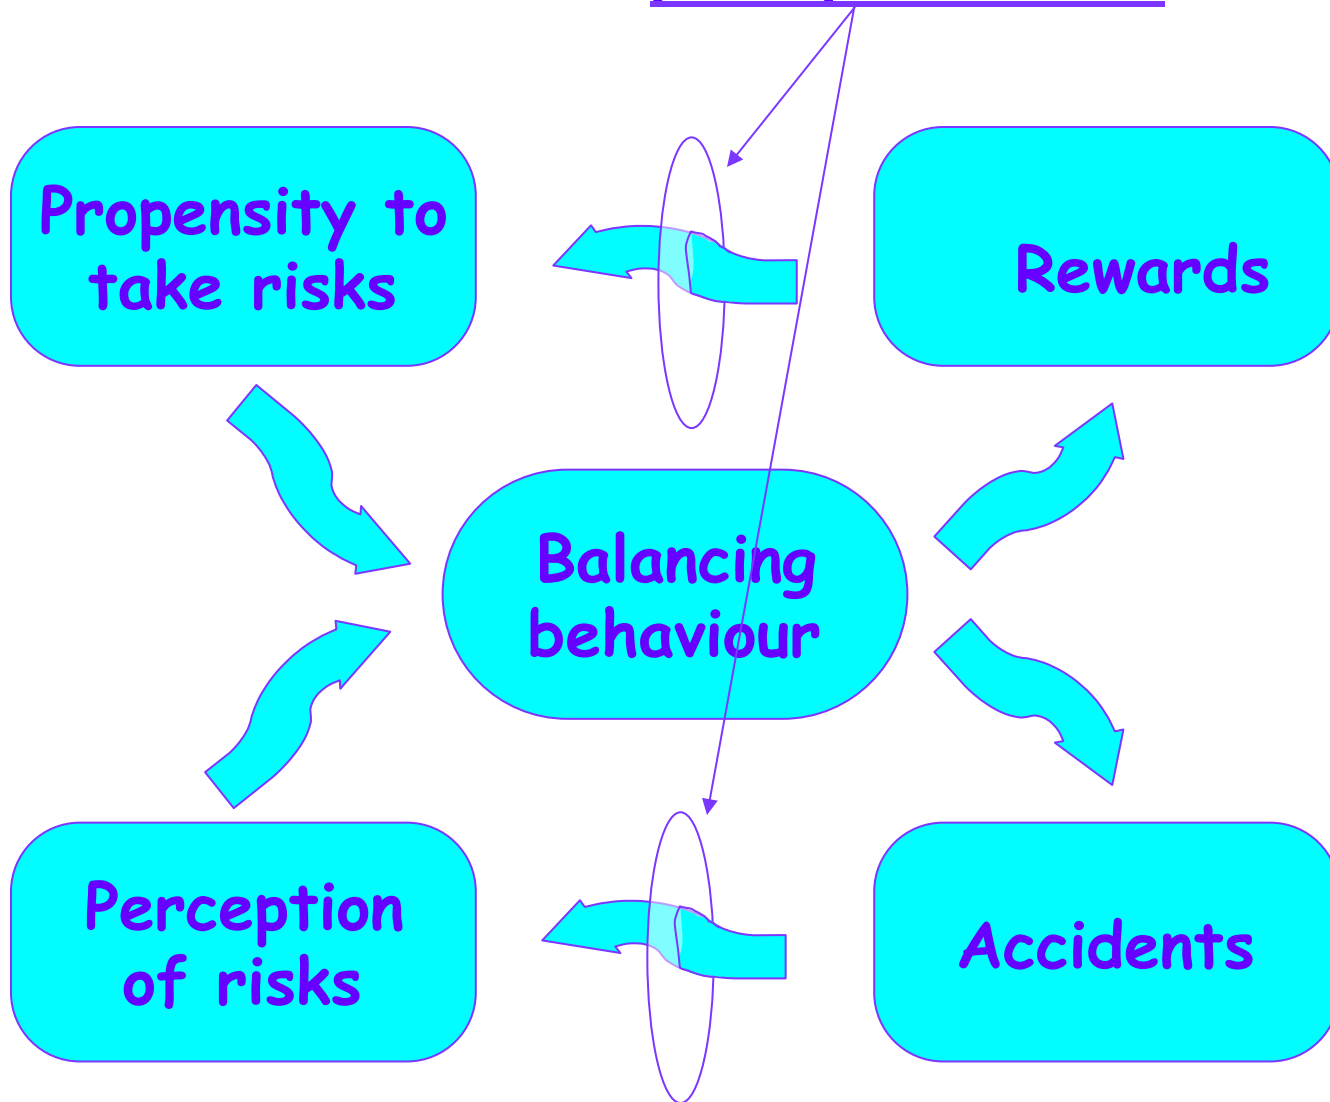 Propensity to
take risks
Rewards
Balancing
behaviour
Perception
of risks
Accidents